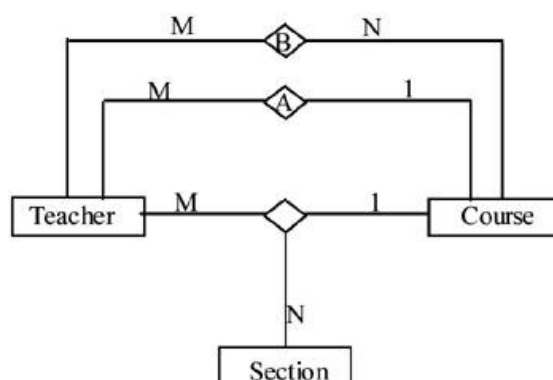 M B N
M A 1
Teacher M 1 Course
N
Section